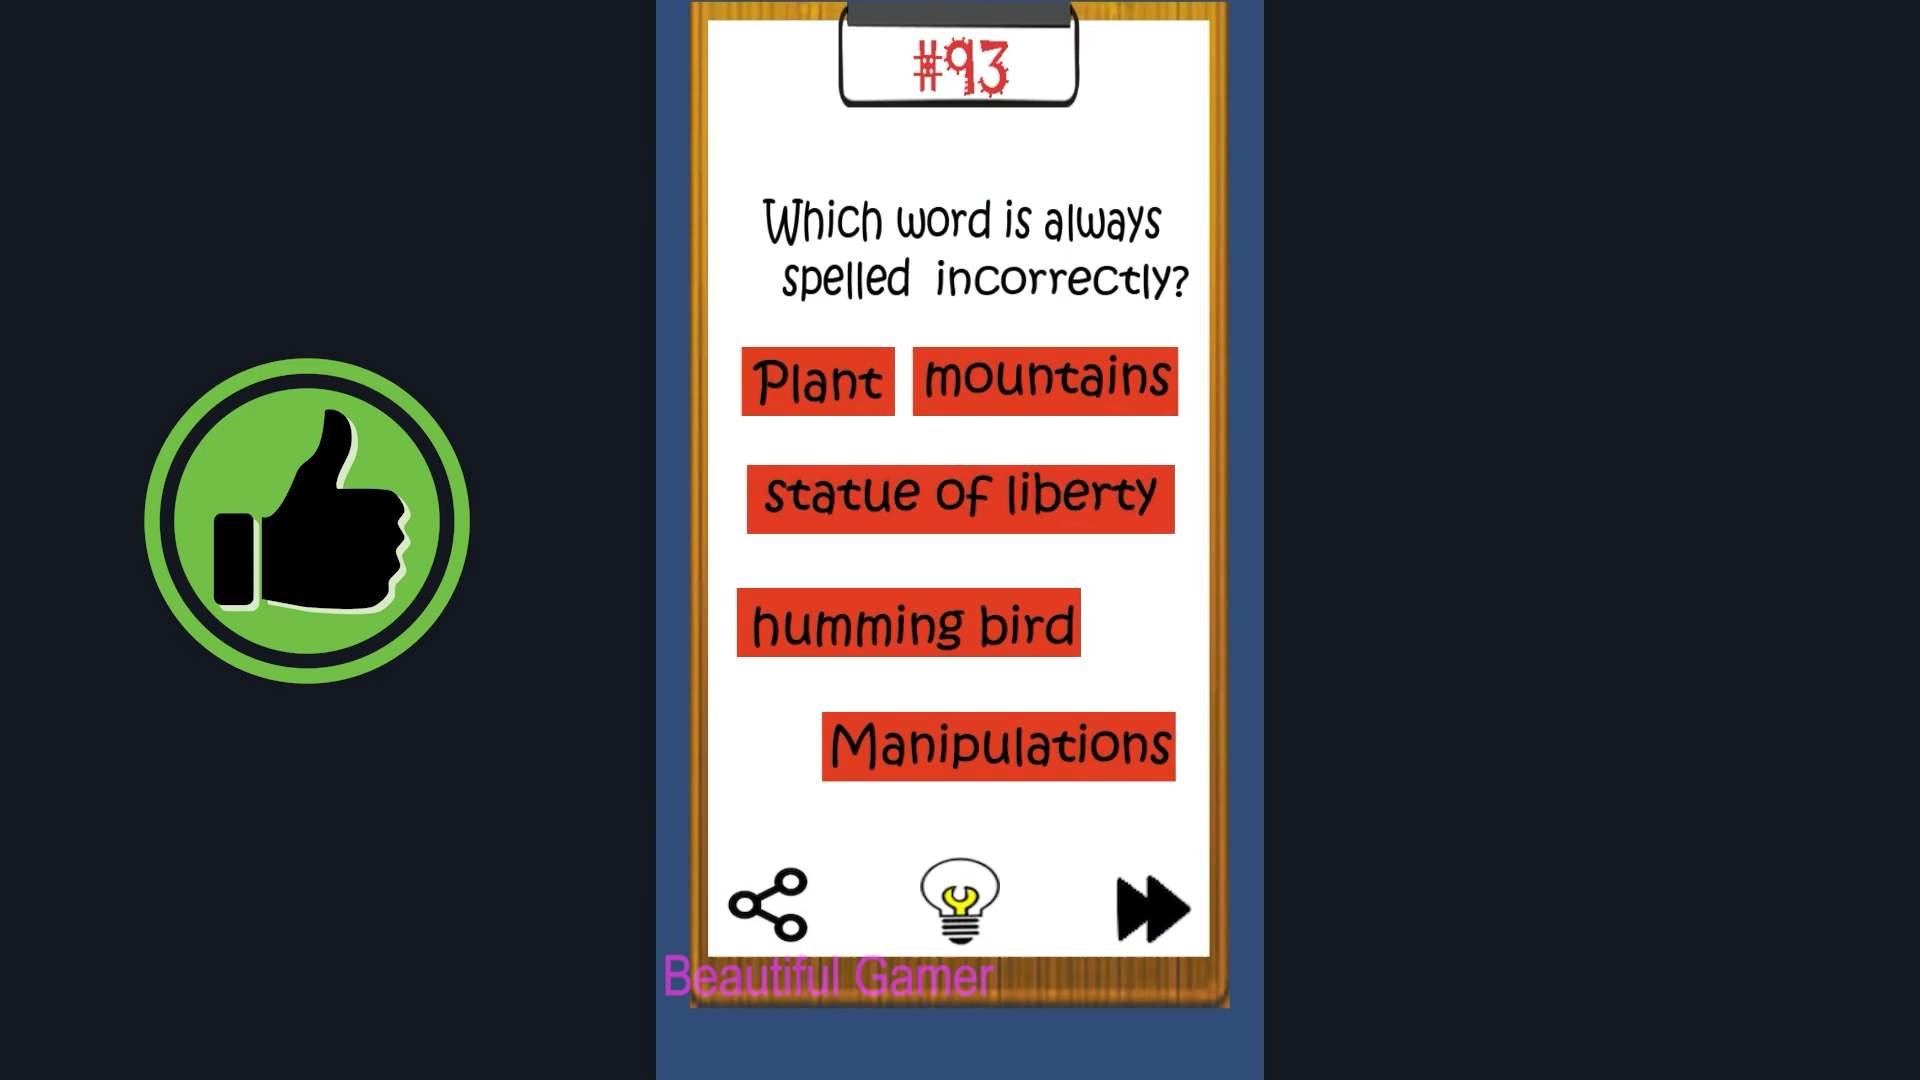 #93
Which word is always
spelled incorrectly?
Plant mountains
statue of liberty
humming bird
Manipulations
Beautiful Gamer